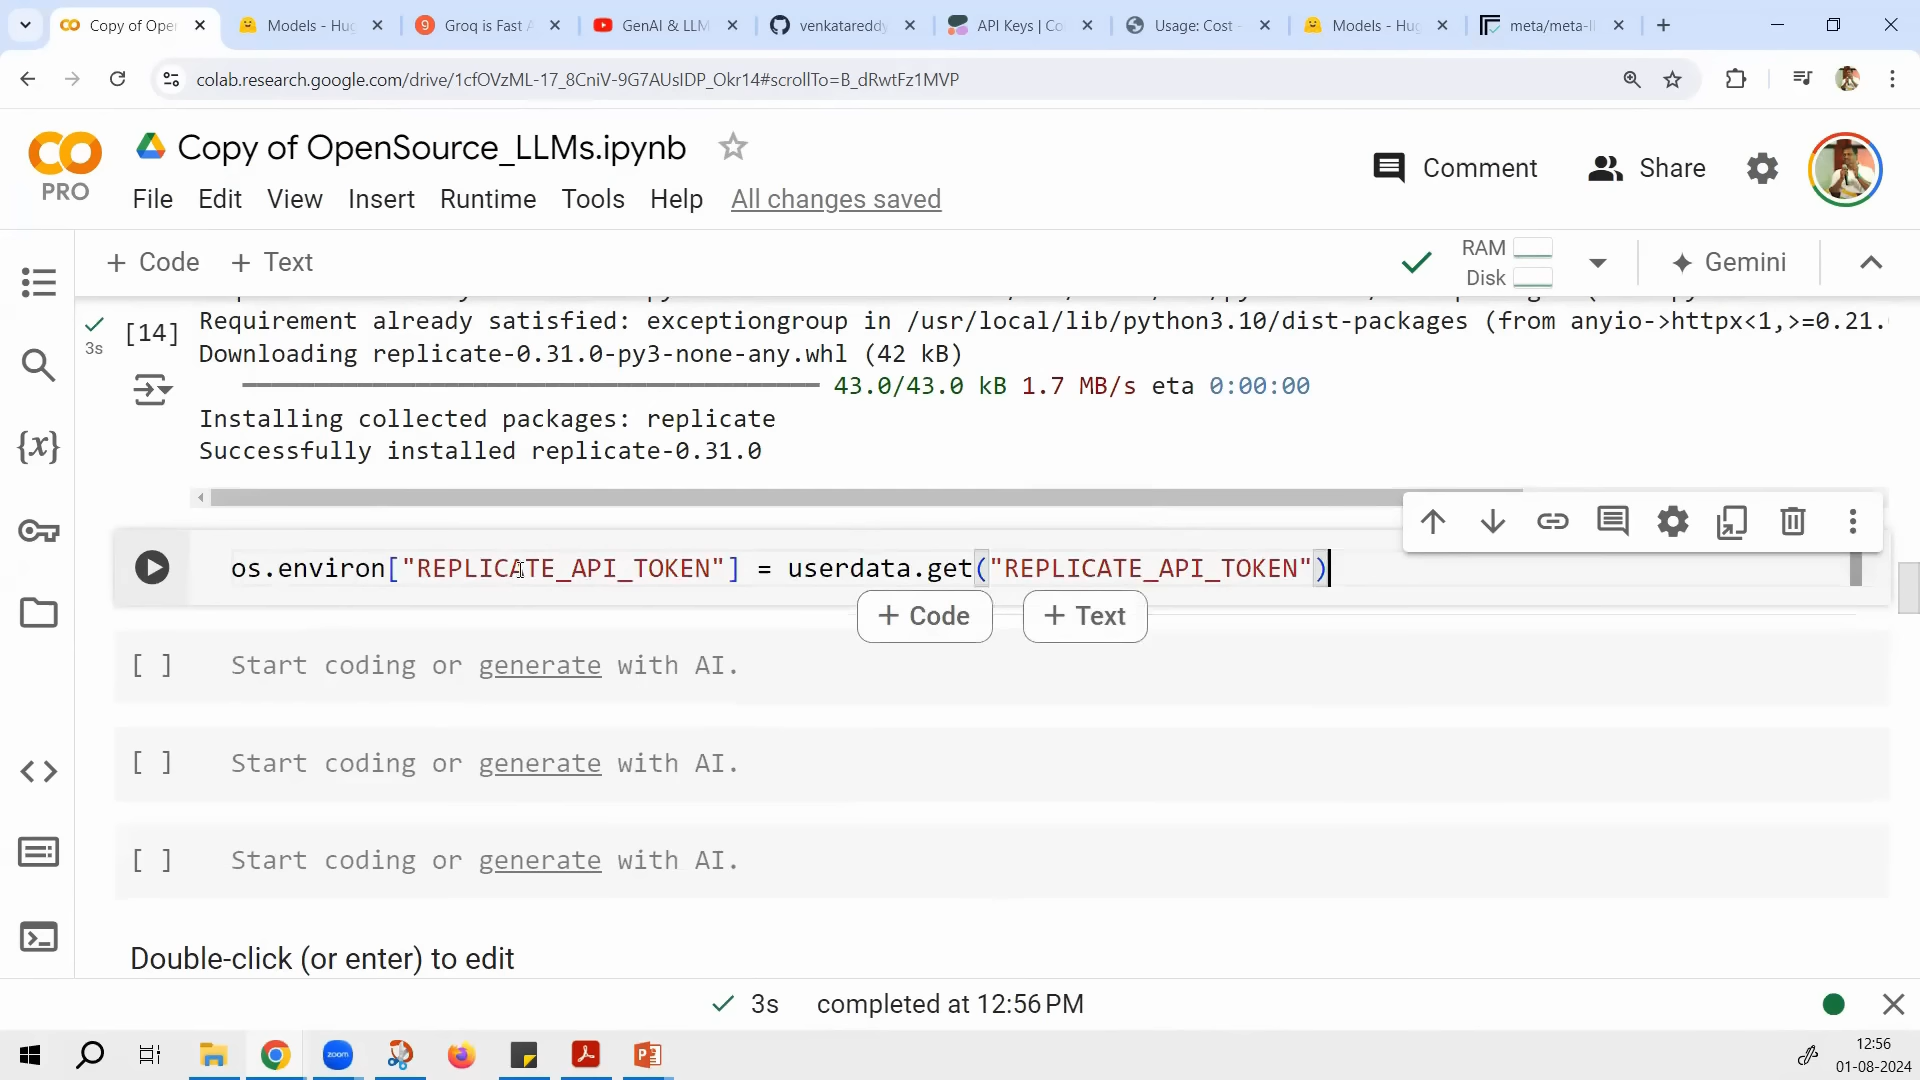 Copy of Oper
Models - Hug
Groq is Fast A
GenAI & LLM
venkatareddy
API Keys | Co
Usage: Cost -
Models - Hug
meta/meta-ll
colab.research.google.com/drive/1cfOVzML-17_8CniV-9G7AUsIDP_Okr14#scrollTo=B_dRwtFz1MVP
PRO
Copy of OpenSource_LLMs.ipynb
Comment
Share
File Edit View Insert Runtime Tools Help All changes saved
+ Code + Text
RAM
Disk
Gemini
[14]
3s
Requirement already satisfied: exceptiongroup in /usr/local/lib/python3.10/dist-packages (from anyio->httpx<1,>=0.21.
Downloading replicate-0.31.0-py3-none-any.whl (42 kB)
43.0/43.0 kB 1.7 MB/s eta 0:00:00
Installing collected packages: replicate
Successfully installed replicate-0.31.0
os.environ["REPLICATE_API_TOKEN"] = userdata.get("REPLICATE_API_TOKEN")
+ Code + Text
[ ] Start coding or generate with AI.
[ ] Start coding or generate with AI.
[ ] Start coding or generate with AI.
Double-click (or enter) to edit
3s completed at 12:56 PM
zoom
12:56
01-08-2024